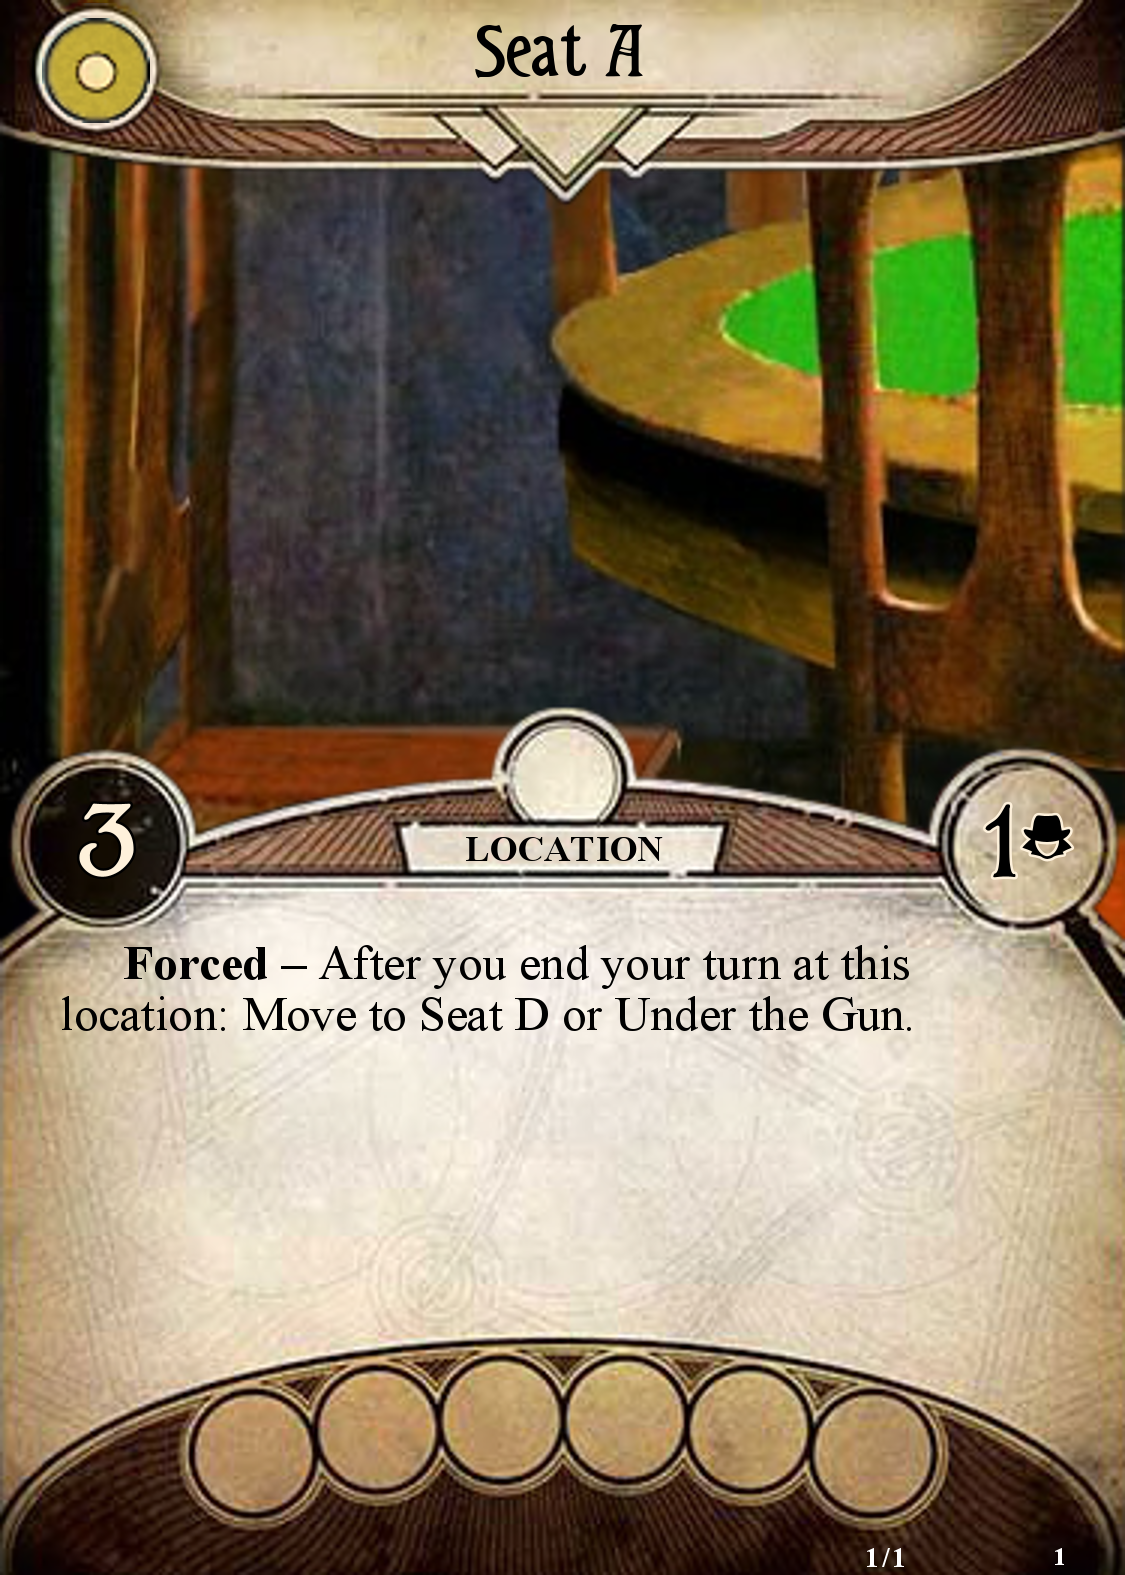 Seat A
3
LOCATION
1
Forced – After you end your turn at this
location: Move to Seat D or Under the Gun.
1/1
1